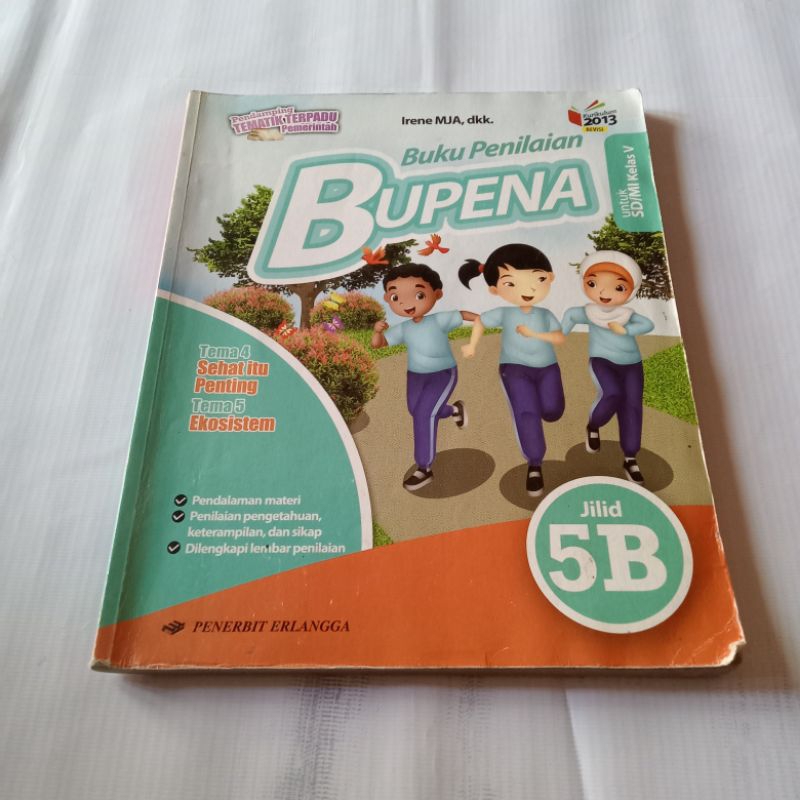 Pendamping
TEMATIK TERPADU
Pemerintah
Irene MJA, dkk.
Kurikulum
2013
REVISI
Buku Penilaian
BUPENA
untuk
SD/MI Kelas V
Tema 4
Sehat itu
Penting
Tema 5
Ekosistem
Pendalaman materi
Penilaian pengetahuan,
keterampilan, dan sikap
Dilengkapi lembar penilaian
Jilid
5B
PENERBIT ERLANGGA